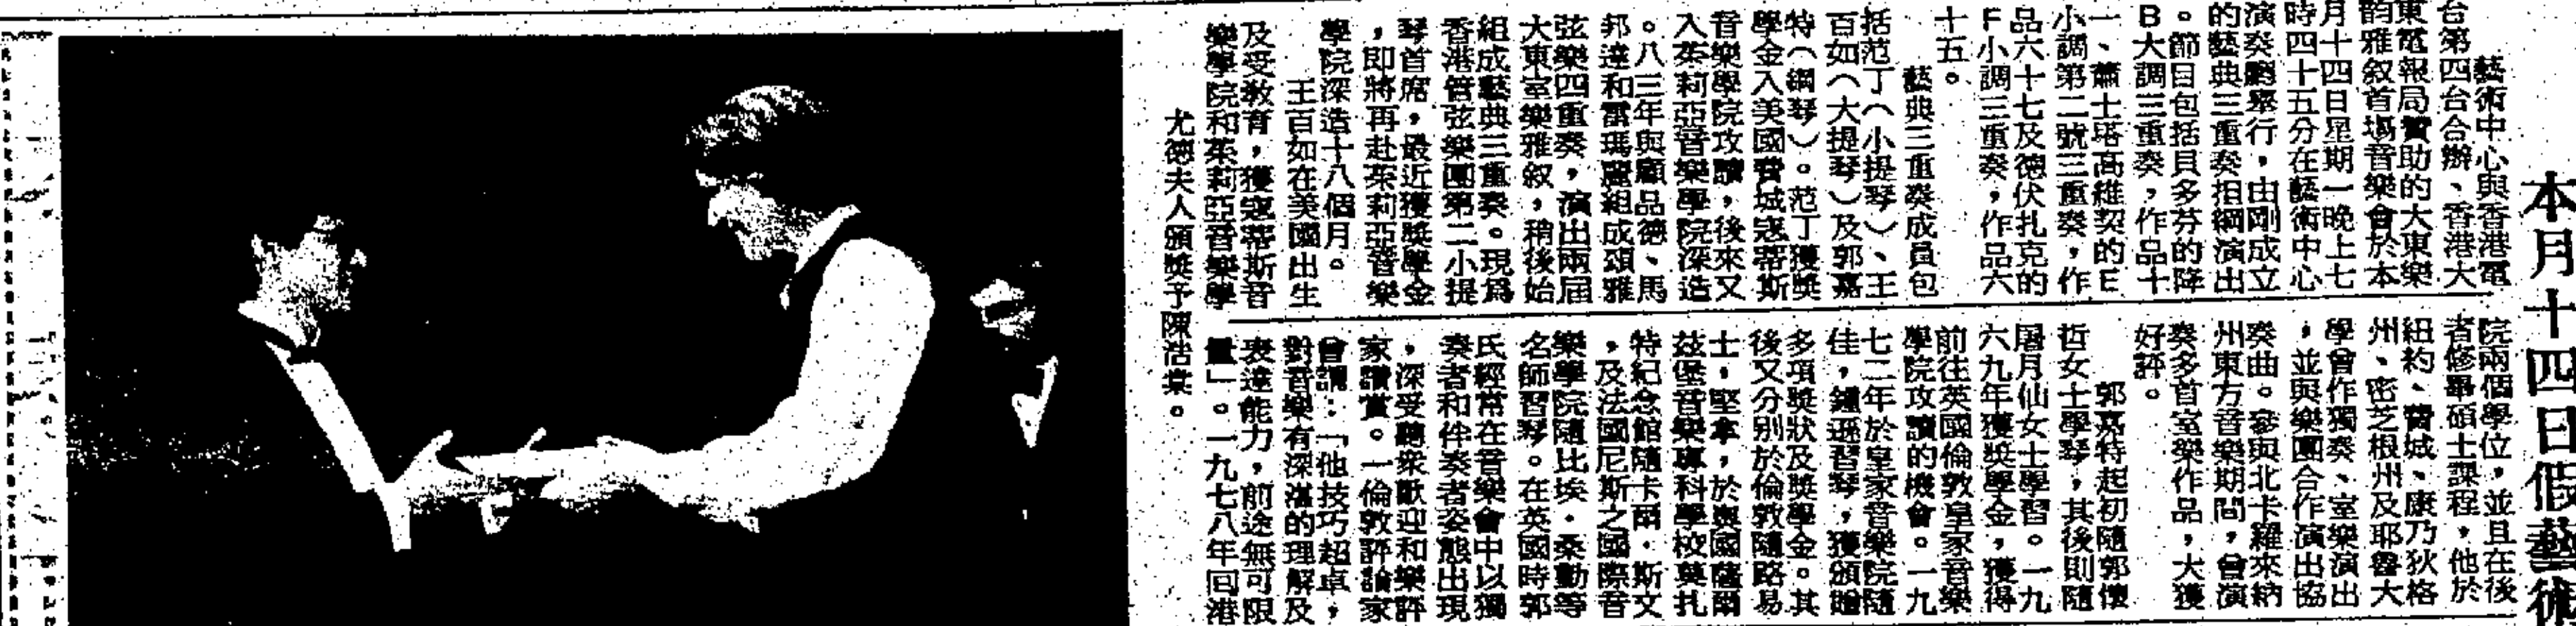 本月十四日假藝術
藝術中心與香港電
台第四台合辦、香港大
東電報局贊助的大東樂
韵雅叙首場音樂會於本
月十四日星期一晚上七
時四十五分在藝術中心
演奏廳舉行,由剛成立
的藝典三重奏担綱演出
。節目包括貝多芬的降
B大調三重奏,作品十
一、蕭士塔高維契的E
小調第二號三重奏,作
品六十七及德伏扎克的
F小調三重奏,作品六
十五。
藝典三重奏成員包
括范丁(小提琴)、王
百如(大提琴)及郭嘉
特(鋼琴)。范丁獲獎
學金入美國費城寇蒂斯
音樂學院攻讀,後來又
入茱莉亞音樂學院深造
。八三年與顧品德、馬
邦達和雷瑪麗組成頌雅
弦樂四重奏,演出兩届
大東室樂雅叙,稍後始
組成藝典三重奏。現爲
香港管弦樂團第二小提
琴首席,最近獲獎學金
,即將再赴茱莉亞音樂
學院深造十八個月。
王百如在美國出生
及受教育,獲寇蒂斯音
樂學院和茱莉亞音樂學
院兩個學位,並且在後
者修畢碩士課程,他於
紐約、費城、康乃狄格
州、密芝根州及耶魯大
學曾作獨奏、室樂演出
,並與樂團合作演出協
奏曲。參與北卡羅來納
州東方音樂期間,曾演
奏多首室樂作品,大獲
好評。
郭嘉特起初隨郭懷
哲女士學琴,其後則隨
屠月仙女士學習。一九
六九年獲獎學金,獲得
前往英國倫敦皇家音樂
學院攻讀的機會。一九
七二年於皇家音樂院隨
佳,鐘遜習琴,獲頒贈
多項獎狀及獎學金。其
後又分別於倫敦隨路易
士,堅拿,於奧國薩爾
茲堡音樂專科學校莫扎
特紀念館隨卡爾·斯文
,及法國尼斯之國際音
樂學院隨比埃·桑勤等
名師習琴。在英國時郭
氏經常在音樂會中以獨
奏者和伴奏者姿態出現
,深受聽衆歡迎和樂評
家讚賞。一倫敦評論家
曾謂:「他技巧超卓,
對音樂有深湛的理解及
表達能力,前途無可限
量」。一九七八年回港
尤德夫人頒獎予陳浩棠。